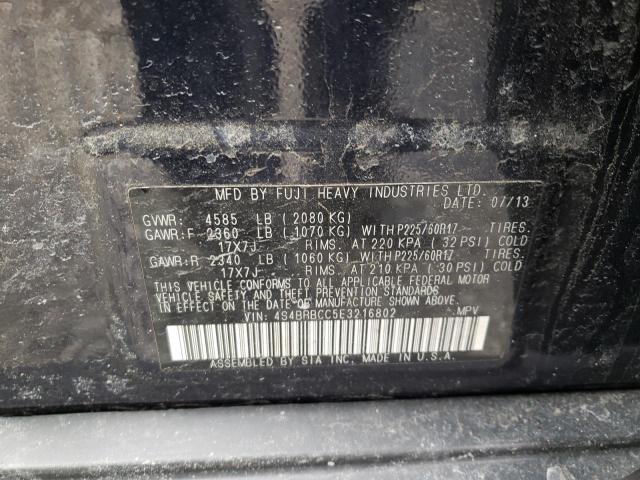 MFD BY FUJI HEAVY INDUSTRIES LTD.
DATE: 07/13
GVWR: 4585 LB ( 2080 KG)
GAWR:F 2360 LB ( 1070 KG) WITH P225/60R17 TIRES.
17X7J RIMS. AT 220 KPA ( 32 PSI) COLD
GAWR:R 2340 LB ( 1060 KG) WITH P225/60R17 TIRES.
17X7J RIMS. AT 210 KPA ( 30 PSI) COLD
THIS VEHICLE CONFORMS TO ALL APPLICABLE FEDERAL MOTOR
VEHICLE SAFETY AND BUMPER AND THEFT PREVENTION STANDARDS
IN EFFECT ON THE DATE OF MANUFACTURE SHOWN ABOVE.
VIN: 4S4BRBCC5E3216802 MPV
ASSEMBLED BY SIA INC. MADE IN U.S.A.